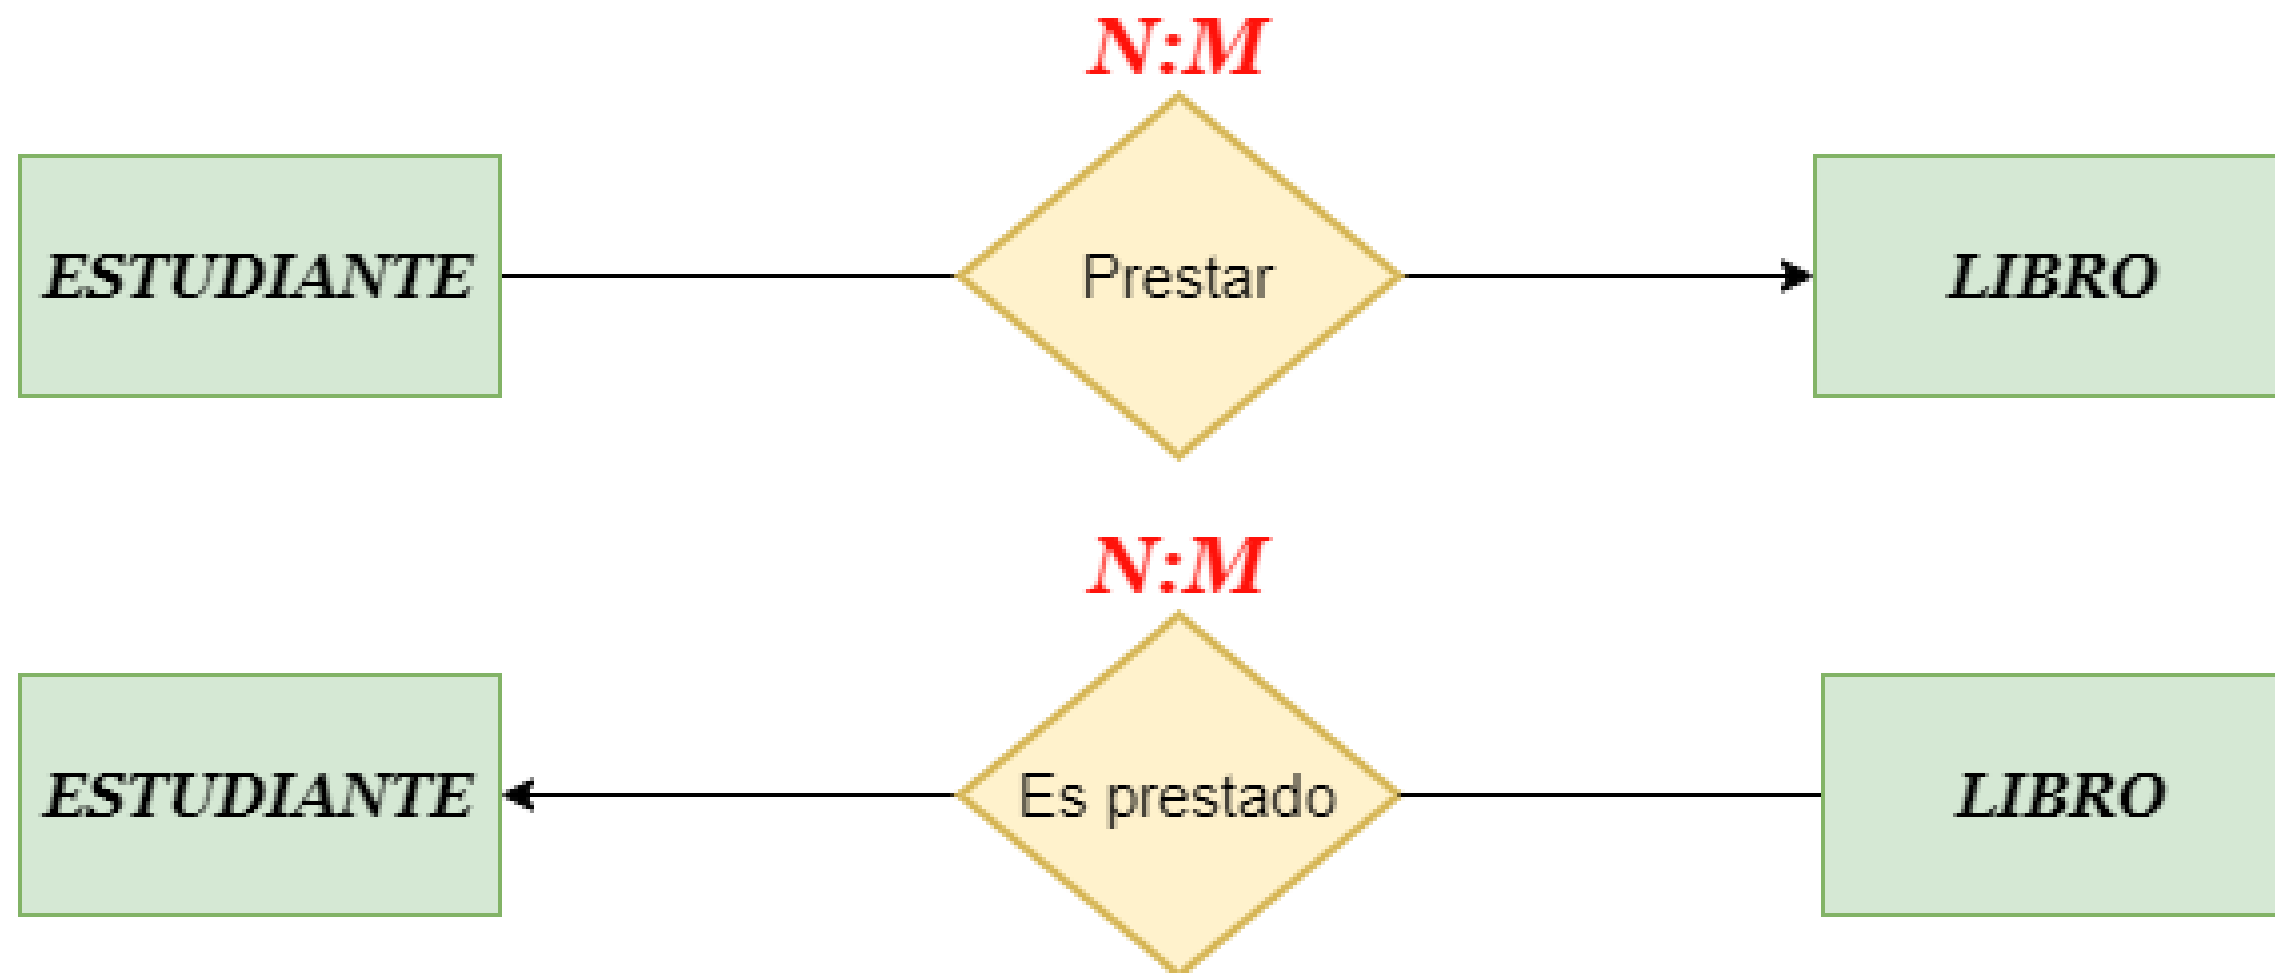 N:M
ESTUDIANTE
Prestar
LIBRO
N:M
ESTUDIANTE
Es prestado
LIBRO